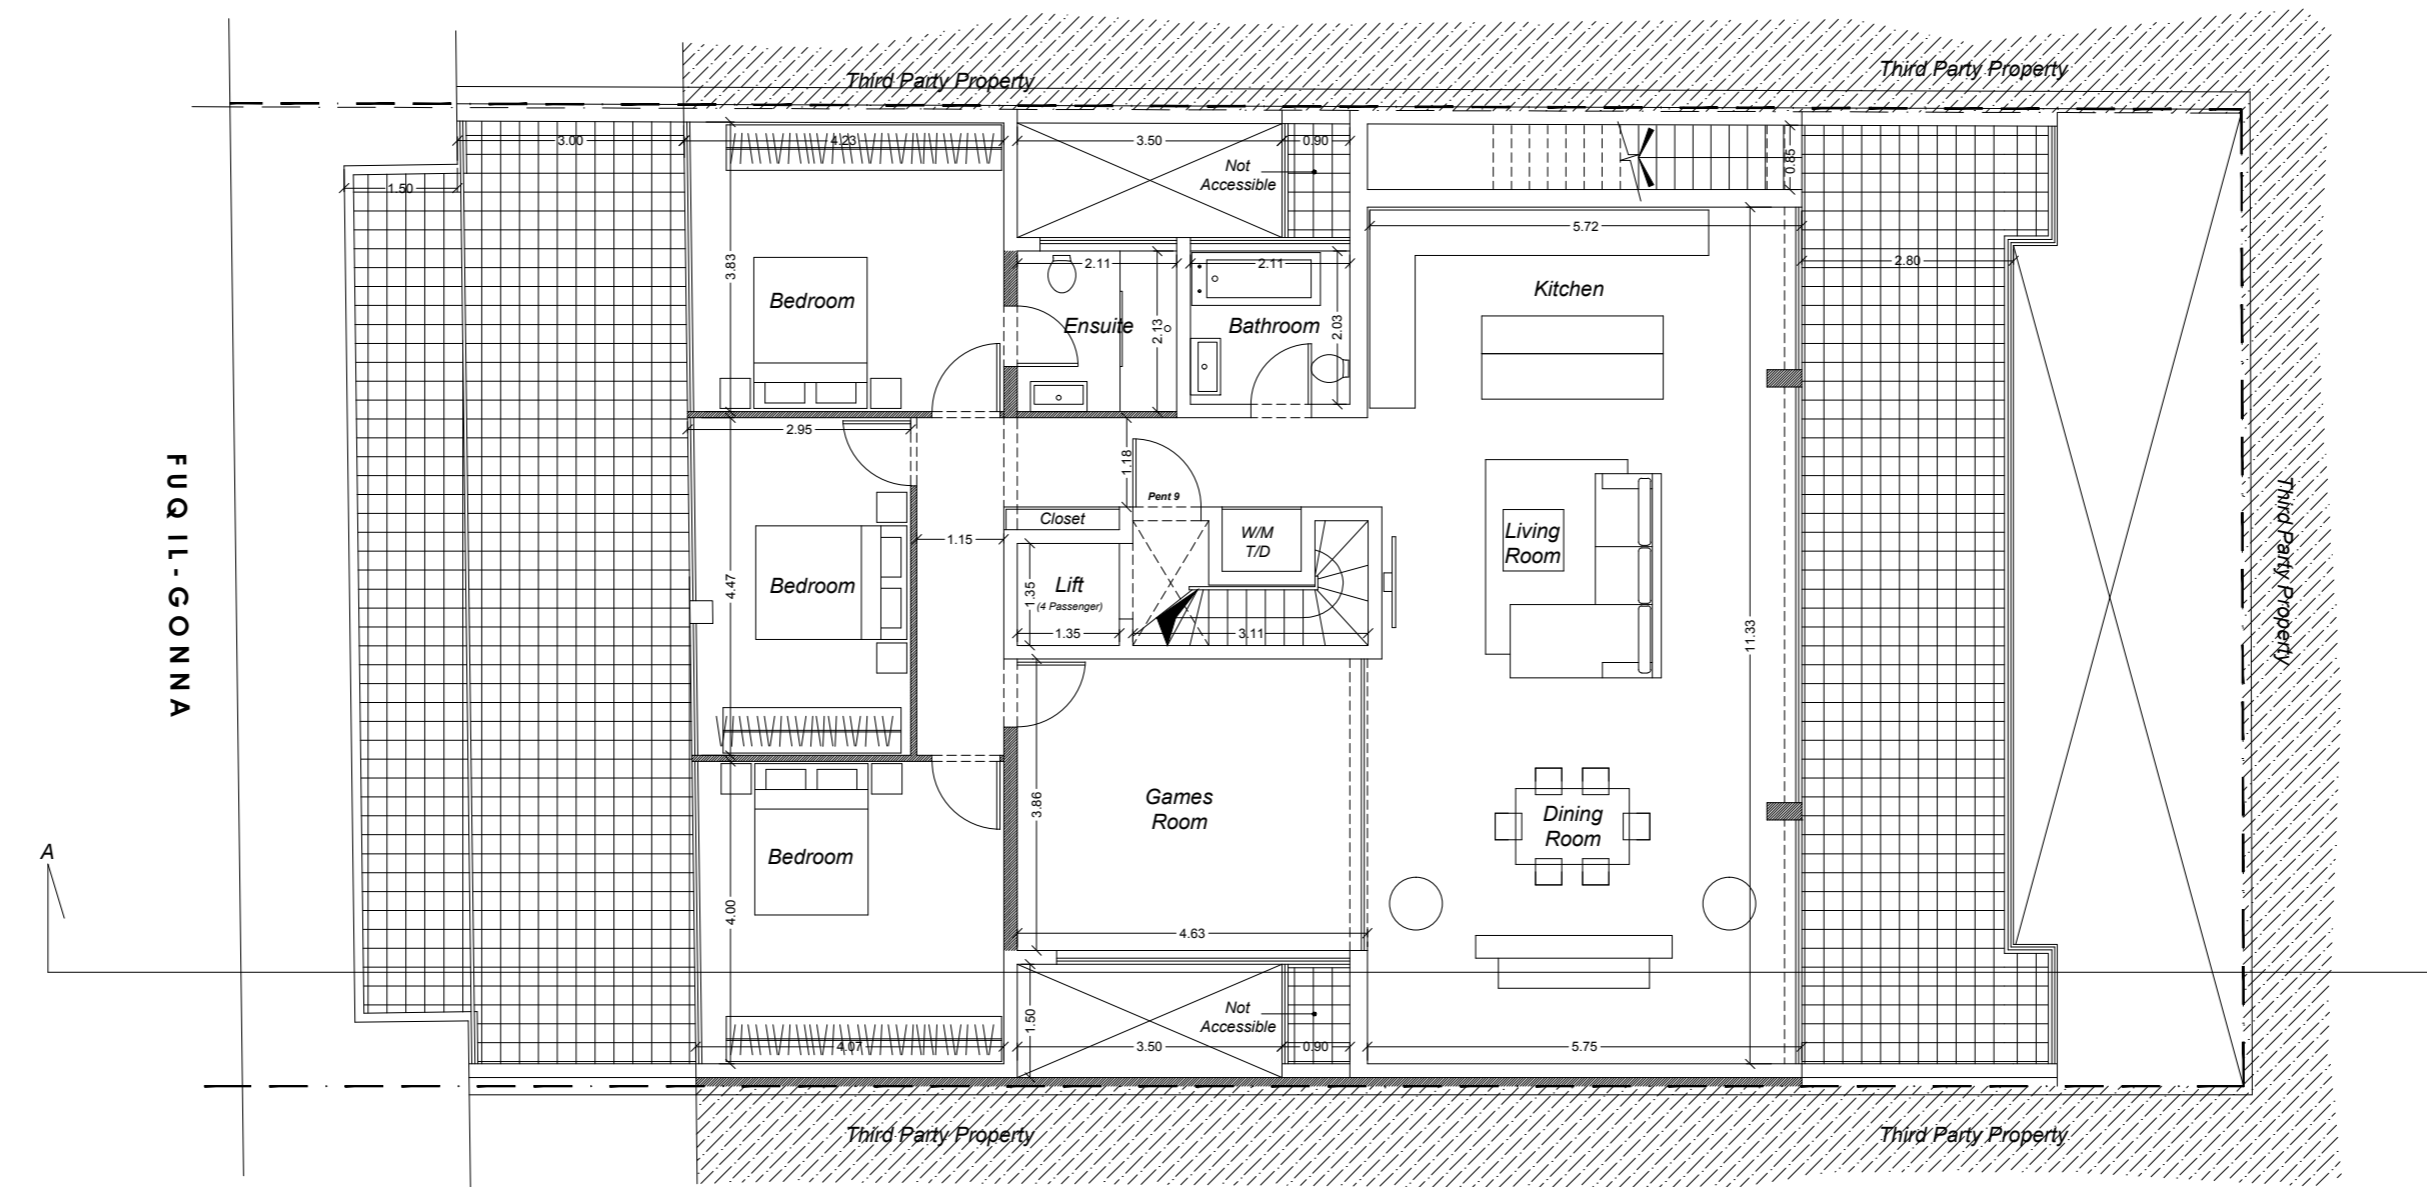 Third Party Property
Third Party Property
3.00
4.23
3.50
0.90
Not
Accessible
0.85
1.50
5.72
3.83
2.11
2.11
2.80
Bedroom
Ensuite
2.13
Bathroom
2.03
Kitchen
2.95
1.18
Pent 9
FUQ IL-GONNA
Closet
W/M
T/D
Living
Room
Third Party Property
1.15
4.47
Bedroom
1.35
Lift
(4 Passenger)
1.35
3.11
11.33
Games
Room
3.86
Dining
Room
A
Bedroom
4.00
4.63
1.50
Not
Accessible
4.07
3.50
0.90
5.75
Third Party Property
Third Party Property